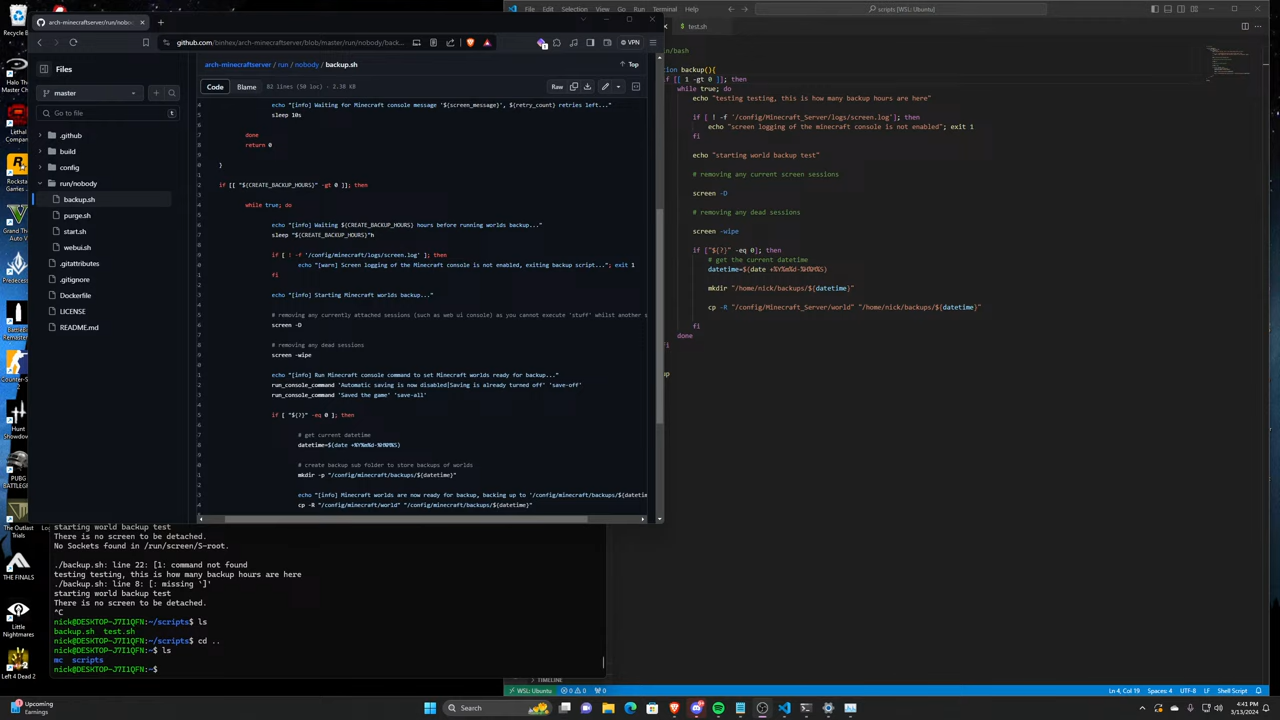 Recycle B
Halo The
Master Ch
Lethal
Compan
Rockstar
Games ..
Grand The
Auto V
Predeces
Battlefield
Remaster
Counter-S
2
Hunt
Showdow
PUBG
BATTLEGR
The Outlast
Trials
THE FINALS
Little
Nightmares
Left 4 Dead 2
arch-minecraftserver/run/nobo
github.com/binhex/arch-minecraftserver/blob/master/run/nobody/back...
VPN
Files
master
Go to file
t
.github
build
config
run/nobody
backup.sh
purge.sh
start.sh
webui.sh
.gitattributes
.gitignore
Dockerfile
LICENSE
README.md
arch-minecraftserver / run / nobody / backup.sh
Top
Code
Blame
82 lines (50 loc) · 2.38 KB
Raw
echo "[info] Waiting for Minecraft console message '${screen_message}', ${retry_count} retries left..."
sleep 10s
done
return 0
}
if [[ "${CREATE_BACKUP_HOURS}" -gt 0 ]]; then
while true; do
echo "[info] Waiting ${CREATE_BACKUP_HOURS} hours before running worlds backup..."
sleep "${CREATE_BACKUP_HOURS}"h
if [ ! -f '/config/minecraft/logs/screen.log' ]; then
echo "[warn] Screen logging of the Minecraft console is not enabled, exiting backup script..."; exit 1
fi
echo "[info] Starting Minecraft worlds backup..."
# removing any currently attached sessions (such as web ui console) as you cannot execute 'stuff' whilst another s
screen -D
# removing any dead sessions
screen -wipe
echo "[info] Run Minecraft console command to set Minecraft worlds ready for backup..."
run_console_command 'Automatic saving is now disabled|Saving is already turned off' 'save-off'
run_console_command 'Saved the game' 'save-all'
if [ "${?}" -eq 0 ]; then
# get current datetime
datetime=$(date +%Y%m%d-%H%M%S)
# create backup sub folder to store backups of worlds
mkdir -p "/config/minecraft/backups/${datetime}"
echo "[info] Minecraft worlds are now ready for backup, backing up to '/config/minecraft/backups/${datetime
cp -R "/config/minecraft/world" "/config/minecraft/backups/${datetime}"
File Edit Selection View Go Run Terminal Help
scripts [WSL: Ubuntu]
test.sh
n/bash
tion backup(){
f [[ 1 -gt 0 ]]; then
while true; do
echo "testing testing, this is how many backup hours are here"
if [ ! -f '/config/Minecraft_Server/logs/screen.log']; then
echo "screen logging of the minecraft console is not enabled"; exit 1
fi
echo "starting world backup test"
# removing any current screen sessions
screen -D
# removing any dead sessions
screen -wipe
if ["${?}" -eq 0]; then
# get the current datetime
datetime=$(date +%Y%m%d-%H%M%S)
mkdir "/home/nick/backups/${datetime}"
cp -R "/config/Minecraft_Server/world" "/home/nick/backups/${datetime}"
fi
done
fi
up
starting world backup test
There is no screen to be detached.
No Sockets found in /run/screen/S-root.
./backup.sh: line 22: [1: command not found
testing testing, this is how many backup hours are here
./backup.sh: line 8: [: missing `]'
starting world backup test
There is no screen to be detached.
^C
nick@DESKTOP-J7I1QFN:~/scripts$ ls
backup.sh test.sh
nick@DESKTOP-J7I1QFN:~/scripts$ cd ..
nick@DESKTOP-J7I1QFN:~$ ls
mc scripts
nick@DESKTOP-J7I1QFN:~$
TIMELINE
WSL: Ubuntu
0 0
0
Ln 4, Col 19
Spaces: 4
UTF-8
LF
Shell Script
Upcoming
Earnings
Search
4:41 PM
3/13/2024